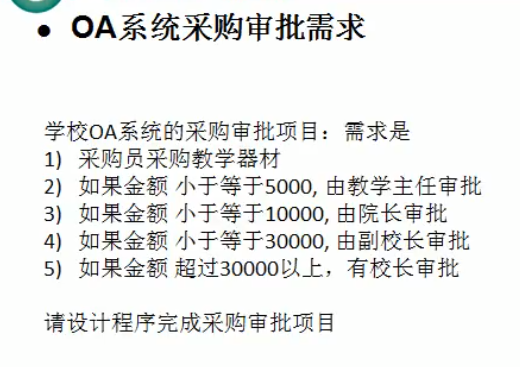 • OA系统采购审批需求
学校OA系统的采购审批项目：需求是
1) 采购员采购教学器材
2) 如果金额 小于等于5000, 由教学主任审批
3) 如果金额 小于等于10000, 由院长审批
4) 如果金额 小于等于30000, 由副校长审批
5) 如果金额 超过30000以上，有校长审批
请设计程序完成采购审批项目